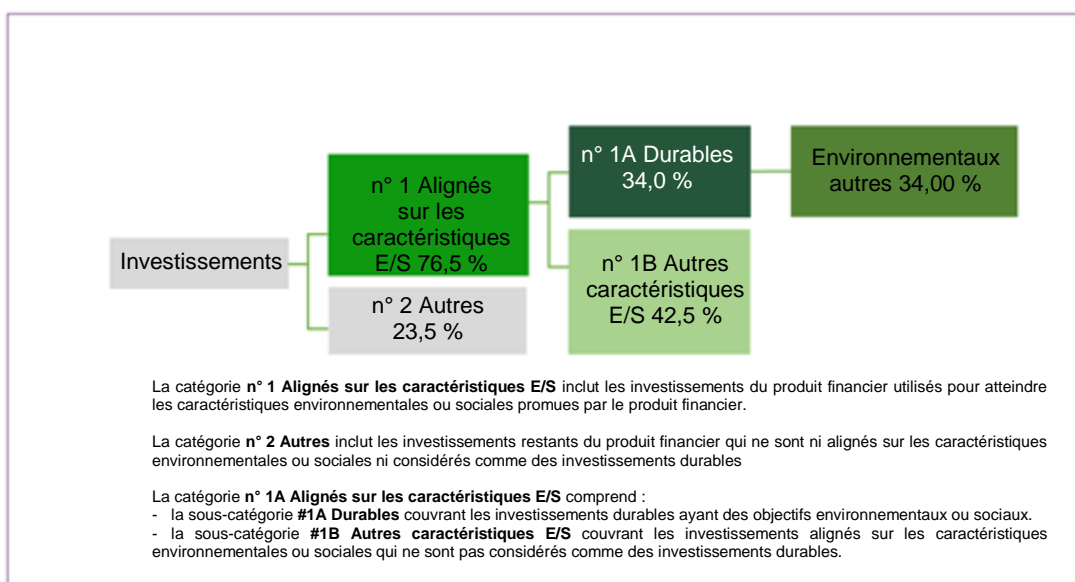 Investissements
n° 1 Alignés
sur les
caractéristiques
E/S 76,5 %
n° 2 Autres
23,5 %
n° 1A Durables
34,0 %
n° 1B Autres
caractéristiques
E/S 42,5 %
Environnementaux
autres 34,00 %
La catégorie n° 1 Alignés sur les caractéristiques E/S inclut les investissements du produit financier utilisés pour atteindre
les caractéristiques environnementales ou sociales promues par le produit financier.
La catégorie n° 2 Autres inclut les investissements restants du produit financier qui ne sont ni alignés sur les caractéristiques
environnementales ou sociales ni considérés comme des investissements durables
La catégorie n° 1A Alignés sur les caractéristiques E/S comprend :
- la sous-catégorie #1A Durables couvrant les investissements durables ayant des objectifs environnementaux ou sociaux.
- la sous-catégorie #1B Autres caractéristiques E/S couvrant les investissements alignés sur les caractéristiques
environnementales ou sociales qui ne sont pas considérés comme des investissements durables.